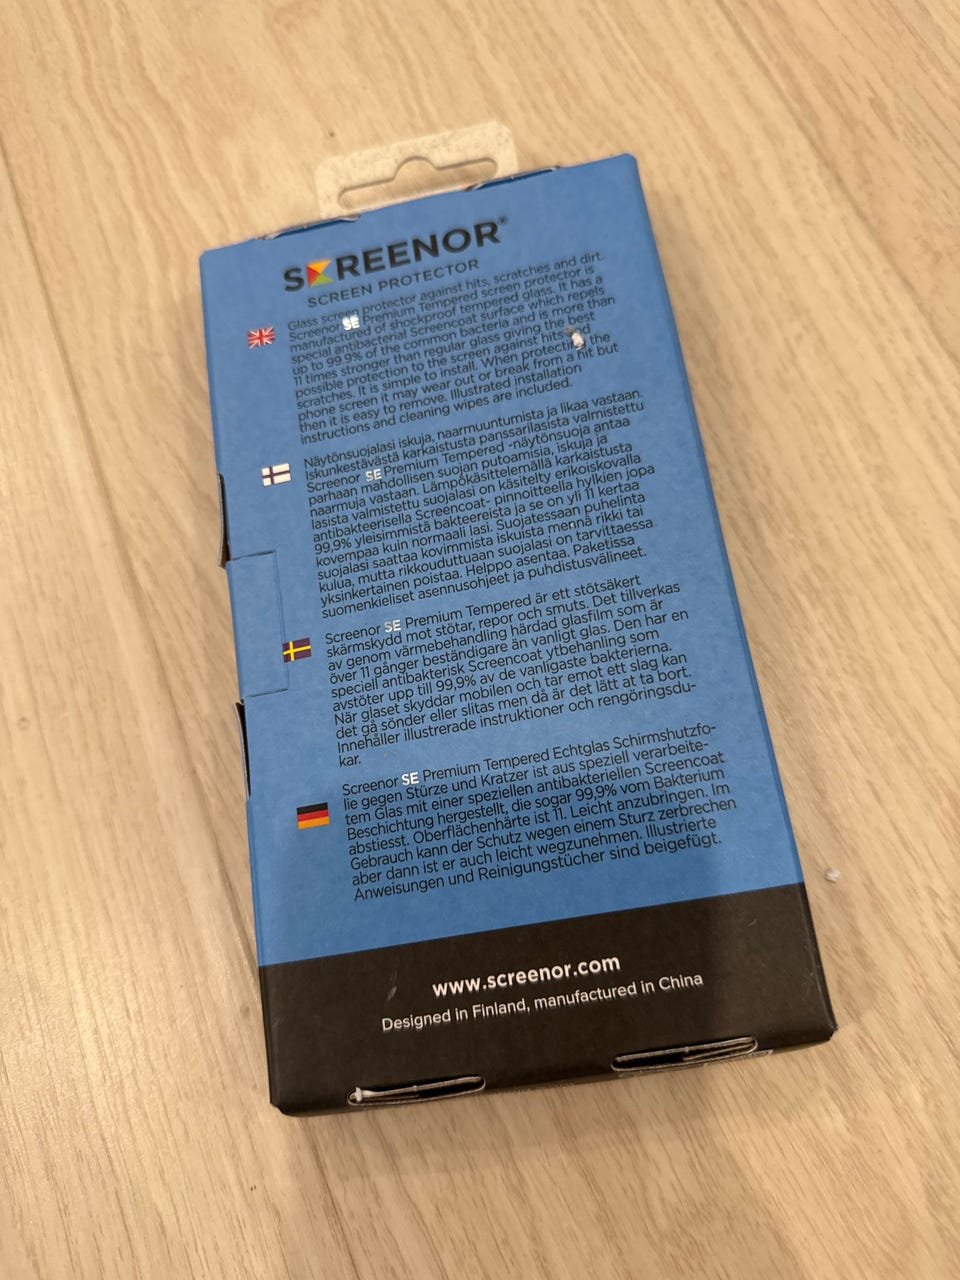 SCREENOR®
SCREEN PROTECTOR
Glass screen protector against hits, scratches and dirt.
Screenor SE Premium Tempered screen protector is
manufactured of shockproof tempered glass. It has a
special antibacterial Screencoat surface which repels
up to 99,9% of the common bacteria and is more than
11 times stronger than regular glass giving the best
possible protection to the screen against hits
scratches. It is simple to install. When protecting the
phone screen it may wear out or break from a hit but
then it is easy to remove. Illustrated installation
instructions and cleaning wipes are included.
Näytönsuojalasi iskuja, naarmuuntumista ja likaa vastaan.
Iskunkestävästä karkaistusta panssarilasista valmistettu
Screenor SE Premium Tempered -näytönsuoja antaa
parhaan mahdollisen suojan putoamisia, iskuja ja
naarmuja vastaan. Lämpökäsittelemällä karkaistusta
lasista valmistettu suojalasi on käsitelty erikoiskovalla
antibakteerisella Screencoat- pinnoitteella hylkien jopa
99,9% yleisimmistä bakteereista ja se on yli 11 kertaa
kovempaa kuin normaali lasi. Suojatessaan puhelinta
suojalasi saattaa kovimmista iskuista mennä rikki tai
kulua, mutta rikkouduttuaan suojalasi on tarvittaessa
yksinkertainen poistaa. Helppo asentaa. Paketissa
suomenkieliset asennusohjeet ja puhdistusvälineet.
Screenor SE Premium Tempered är ett stötsäkert
skärmskydd mot stötar, repor och smuts. Det tillverkas
av genom värmebehandling härdad glasfilm som är
över 11 gånger beständigare än vanligt glas. Den har en
speciell antibakterisk Screencoat ytbehanling som
avstöter upp till 99,9% av de vanligaste bakterierna.
När glaset skyddar mobilen och tar emot ett slag kan
det gå sönder eller slitas men då är det lätt at ta bort.
Innehåller illustrerade instruktioner och rengöringsdu-
kar.
Screenor SE Premium Tempered Echtglas Schirmshutzfo-
lie gegen Stürze und Kratzer ist aus speziell verarbeite-
tem Glas mit einer speziellen antibakteriellen Screencoat
Beschichtung hergestellt, die sogar 99,9% vom Bakterium
abstiesst. Oberflächenhärte ist 11. Leicht anzubringen. Im
Gebrauch kann der Schutz wegen einem Sturz zerbrechen
aber dann ist er auch leicht wegzunehmen. Illustrierte
Anweisungen und Reinigungstücher sind beigefügt.
www.screenor.com
Designed in Finland, manufactured in China